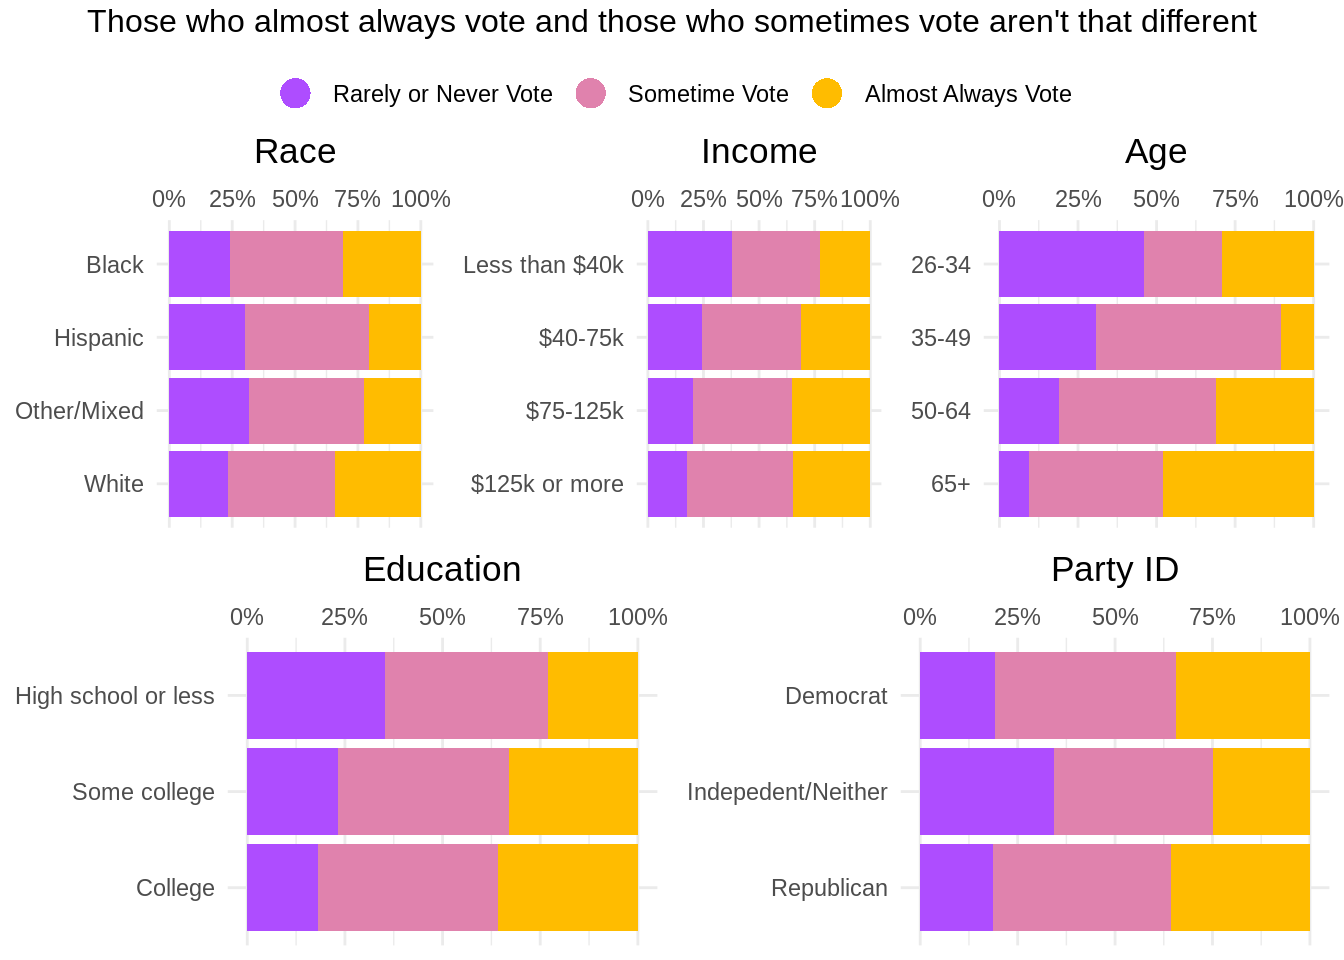 Those who almost always vote and those who sometimes vote aren't that different
Rarely or Never Vote Sometime Vote Almost Always Vote
Race
0% 25% 50% 75% 100%
Black
Hispanic
Other/Mixed
White
Income
0% 25% 50% 75% 100%
Less than $40k
$40-75k
$75-125k
$125k or more
Age
0% 25% 50% 75% 100%
26-34
35-49
50-64
65+
Education
0% 25% 50% 75% 100%
High school or less
Some college
College
Party ID
0% 25% 50% 75% 100%
Democrat
Indepedent/Neither
Republican